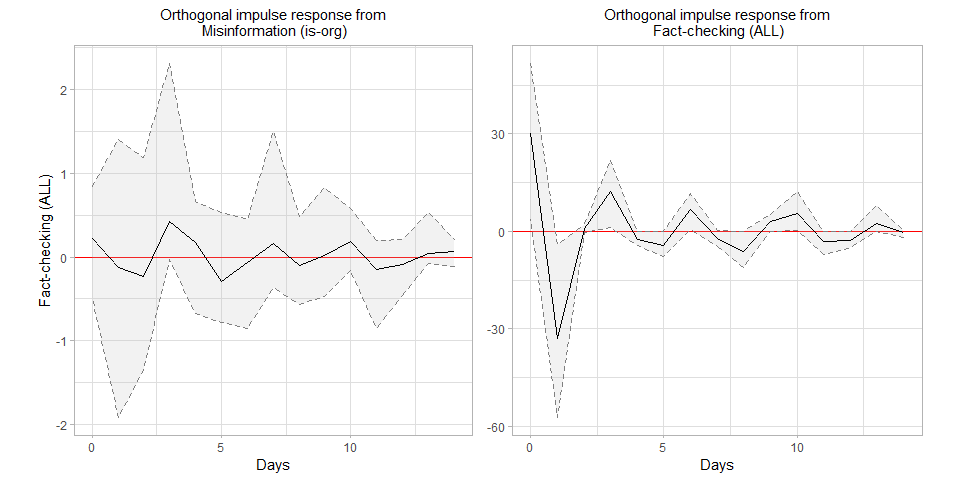 Orthogonal impulse response from
Misinformation (is-org)
Fact-checking (ALL)
2
1
0
-1
-2
0
5
10
Days
Orthogonal impulse response from
Fact-checking (ALL)
30
0
-30
-60
0
5
10
Days